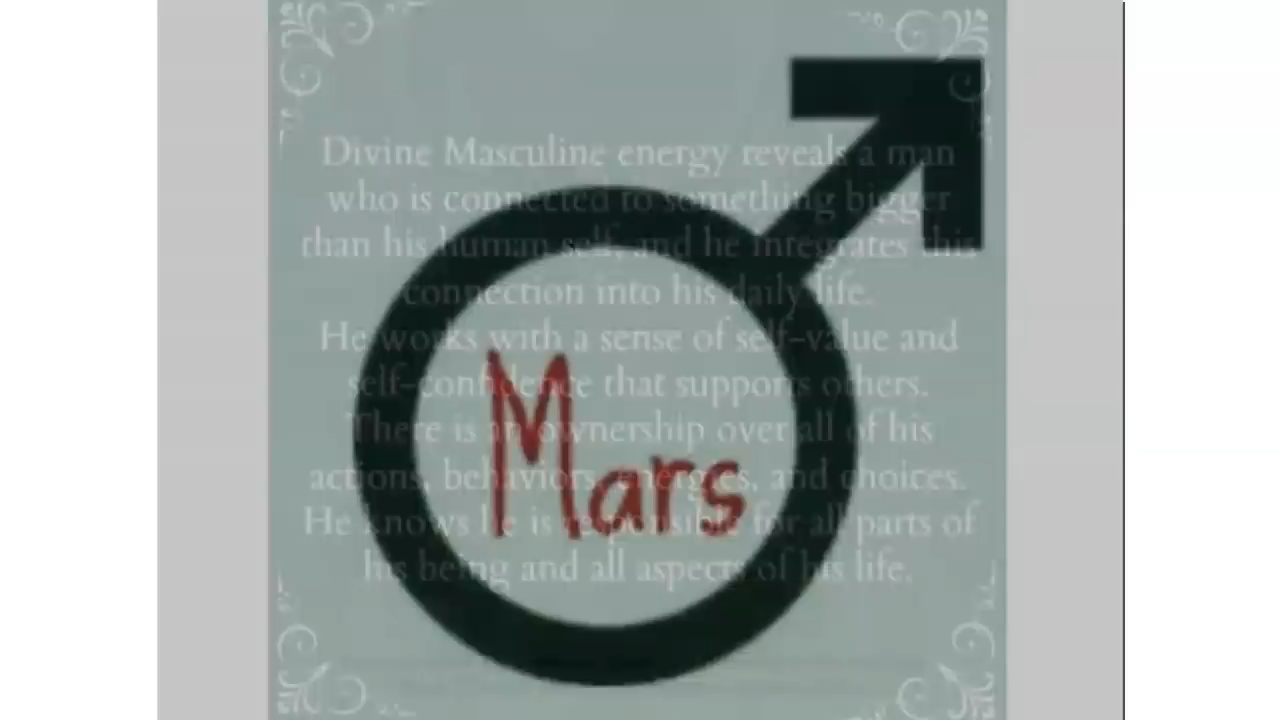 Divine Masculine energy reveals a man
who is connected to something bigger
than his human self, and he integrates this
connection into his daily life.
He works with a sense of self-value and
self-confidence that supports others.
There is an ownership over all of his
actions, behaviors, energies, and choices.
He knows he is responsible for all parts of
his being and all aspects of his life.
Mars